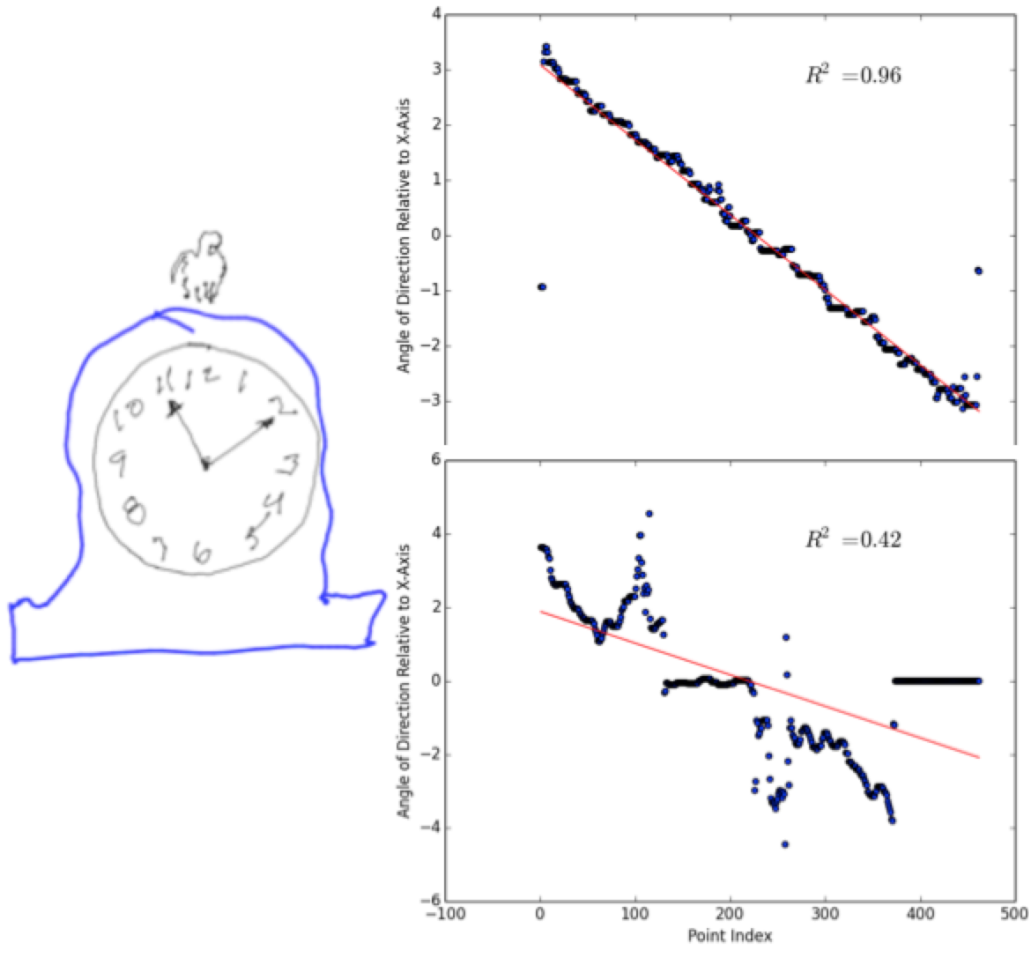 4
3
2
1
0
−1
−2
−3
Angle of Direction Relative to X-Axis
R² =0.96
11 12 1
10 2
9 3
8 4
7 6 5
6
4
2
0
−2
−4
−6
Angle of Direction Relative to X-Axis
R² =0.42
−100 0 100 200 300 400 500
Point Index